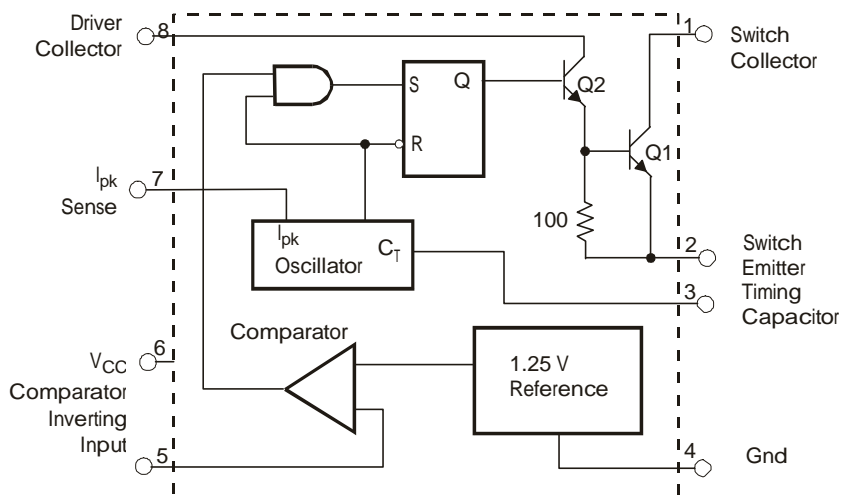 Driver
Collector
8
1
Switch
Collector
S
Q
Q2
R
Q1
Ipk
Sense
7
100
Ipk
CT
Oscillator
2
Switch
Emitter
3
Timing
Capacitor
Comparator
6
VCC
Comparator
Inverting
Input
5
1.25 V
Reference
4
Gnd